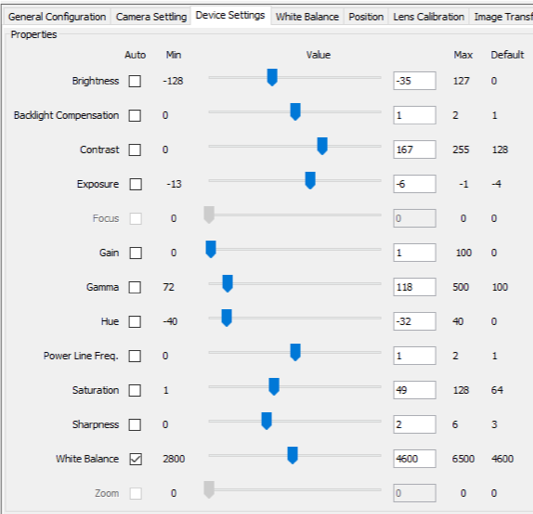 General Configuration Camera Settling Device Settings White Balance Position Lens Calibration Image Transf
Properties
Auto Min Value Max Default
Brightness -128 -35 127 0
Backlight Compensation 0 1 2 1
Contrast 0 167 255 128
Exposure -13 -6 -1 -4
Focus 0 0 0 0
Gain 0 1 100 0
Gamma 72 118 500 100
Hue -40 -32 40 0
Power Line Freq. 0 1 2 1
Saturation 1 49 128 64
Sharpness 0 2 6 3
White Balance 2800 4600 6500 4600
Zoom 0 0 0 0